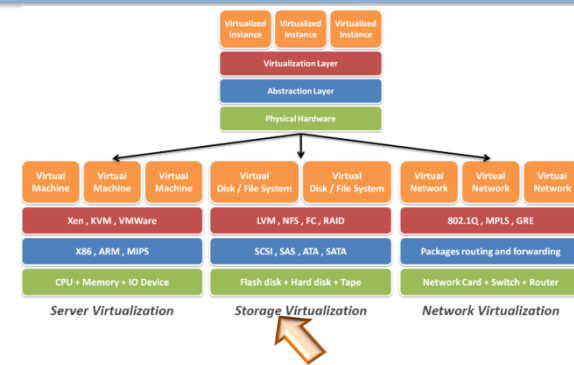 Virtualized Instance
Virtualized Instance
Virtualized Instance
Virtualization Layer
Abstraction Layer
Physical Hardware
Virtual Machine
Virtual Machine
Virtual Machine
Xen , KVM , VMWare
X86 , ARM , MIPS
CPU + Memory + IO Device
Server Virtualization
Virtual Disk / File System
Virtual Disk / File System
LVM , NFS , FC , RAID
SCSI , SAS , ATA , SATA
Flash disk + Hard disk + Tape
Storage Virtualization
Virtual Network
Virtual Network
Virtual Network
802.1Q , MPLS , GRE
Packages routing and forwarding
Network Card + Switch + Router
Network Virtualization